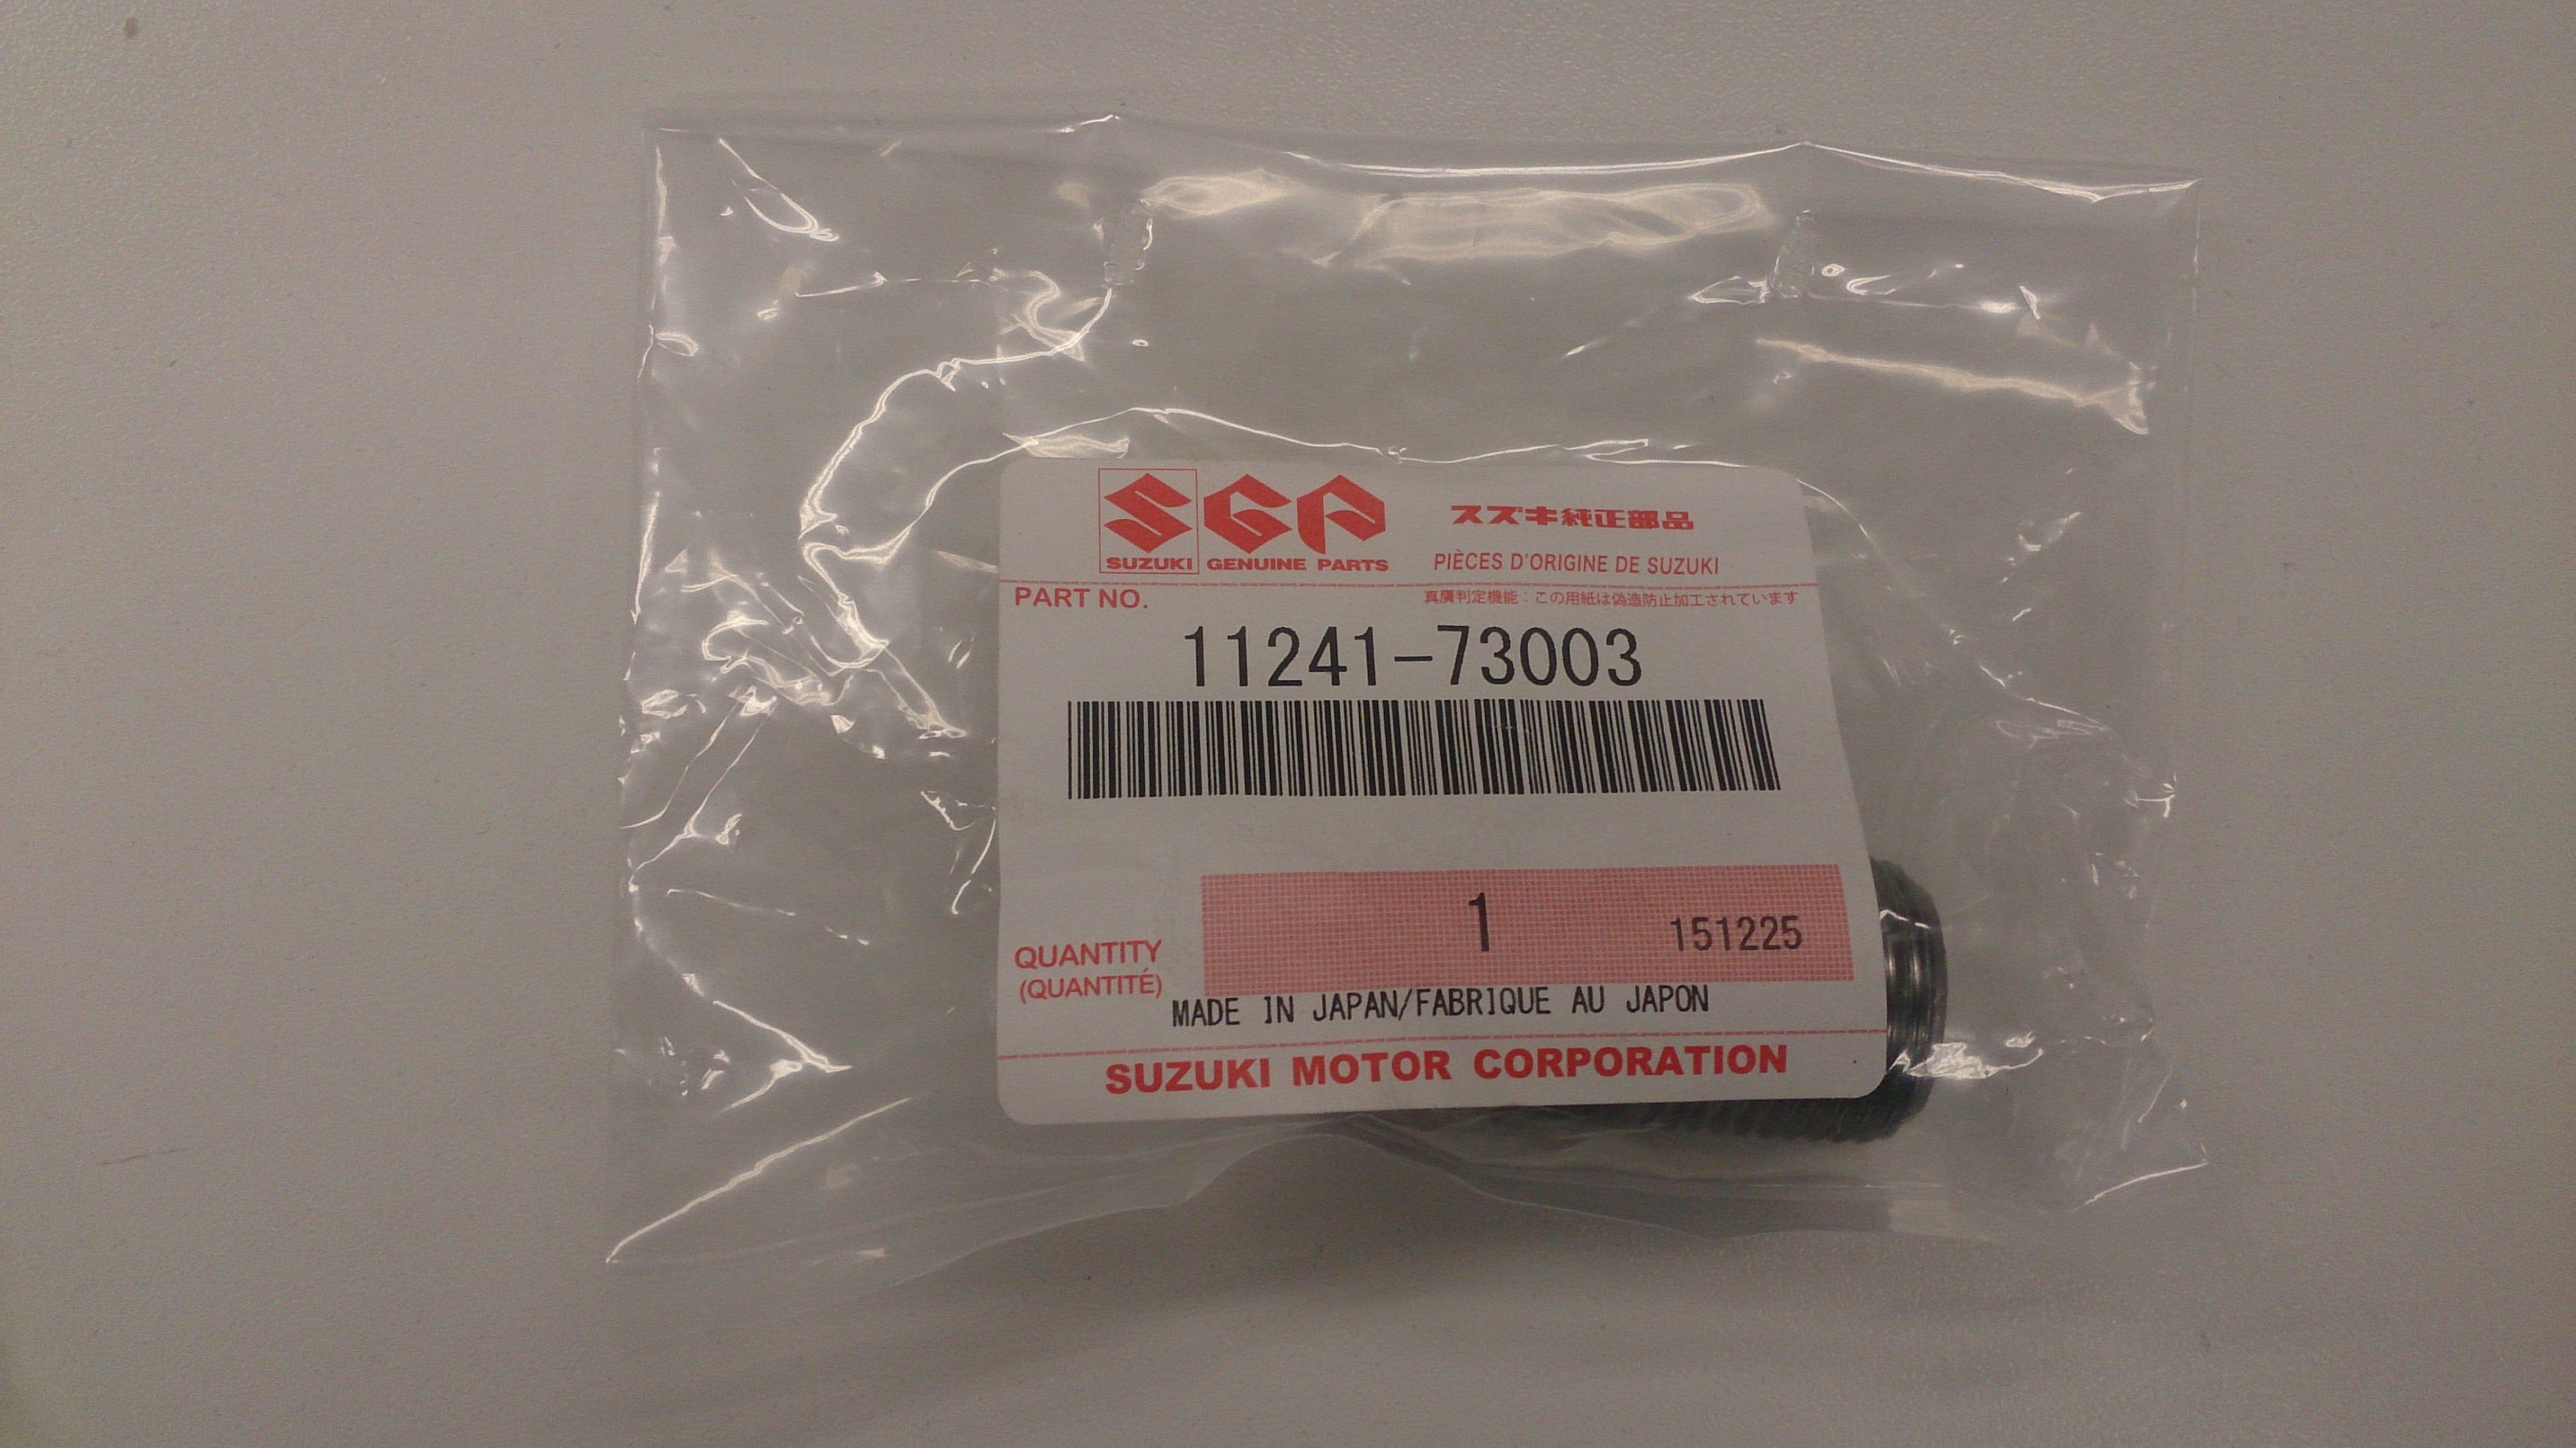 SUZUKI GENUINE PARTS
スズキ純正部品
PIÈCES D'ORIGINE DE SUZUKI
PART NO.
真贋判定機能:この用紙は偽造防止加工されています
11241-73003
1
151225
QUANTITY
(QUANTITÉ)
MADE IN JAPAN/FABRIQUE AU JAPON
SUZUKI MOTOR CORPORATION